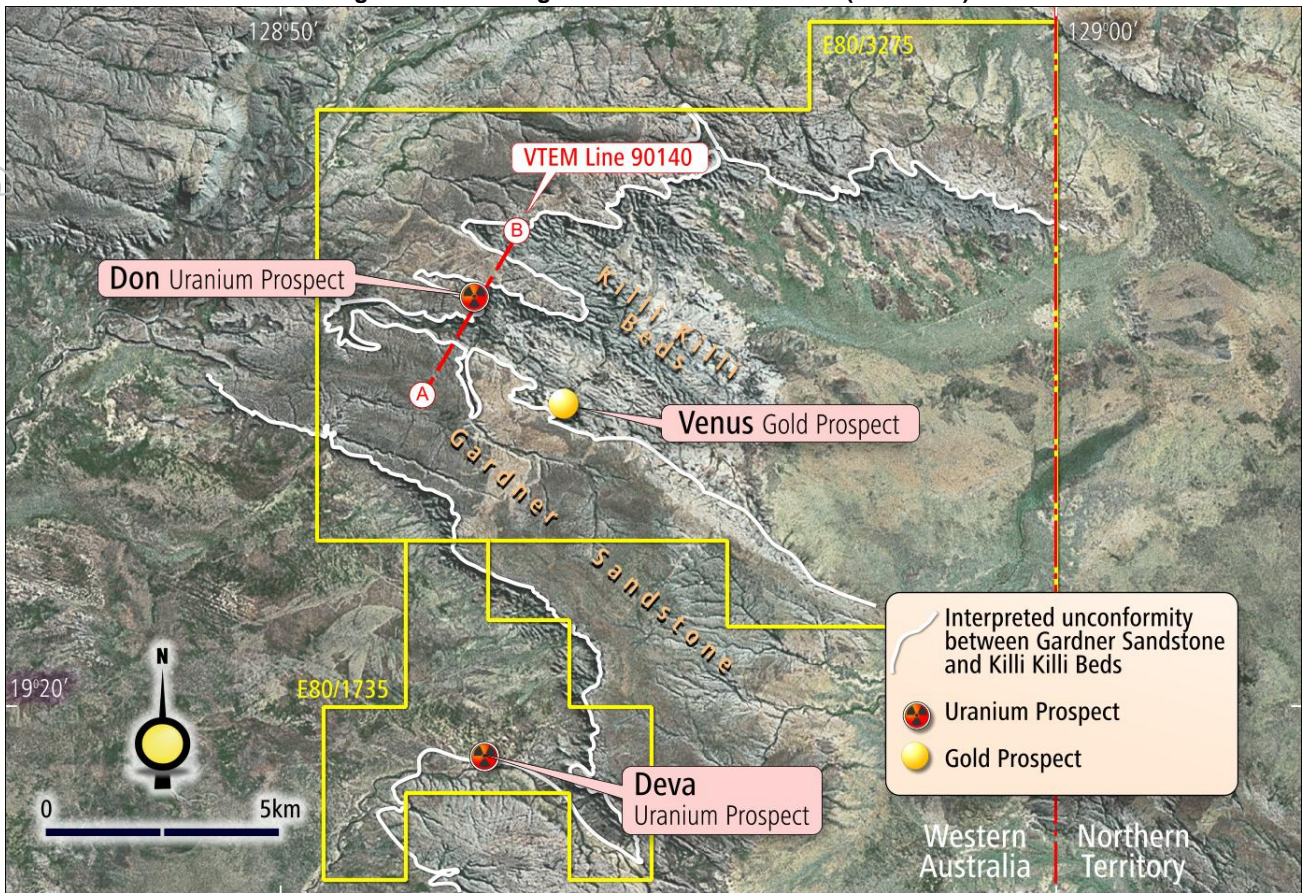 128°50'
129°00'
E80/3275
VTEM Line 90140
B
Don Uranium Prospect
Killi Killi
Beds
A
Venus Gold Prospect
Gardner Sandstone
Interpreted unconformity
between Gardner Sandstone
and Killi Killi Beds
Uranium Prospect
Gold Prospect
N
19°20'
E80/1735
0
5km
Deva
Uranium Prospect
Western
Australia
Northern
Territory